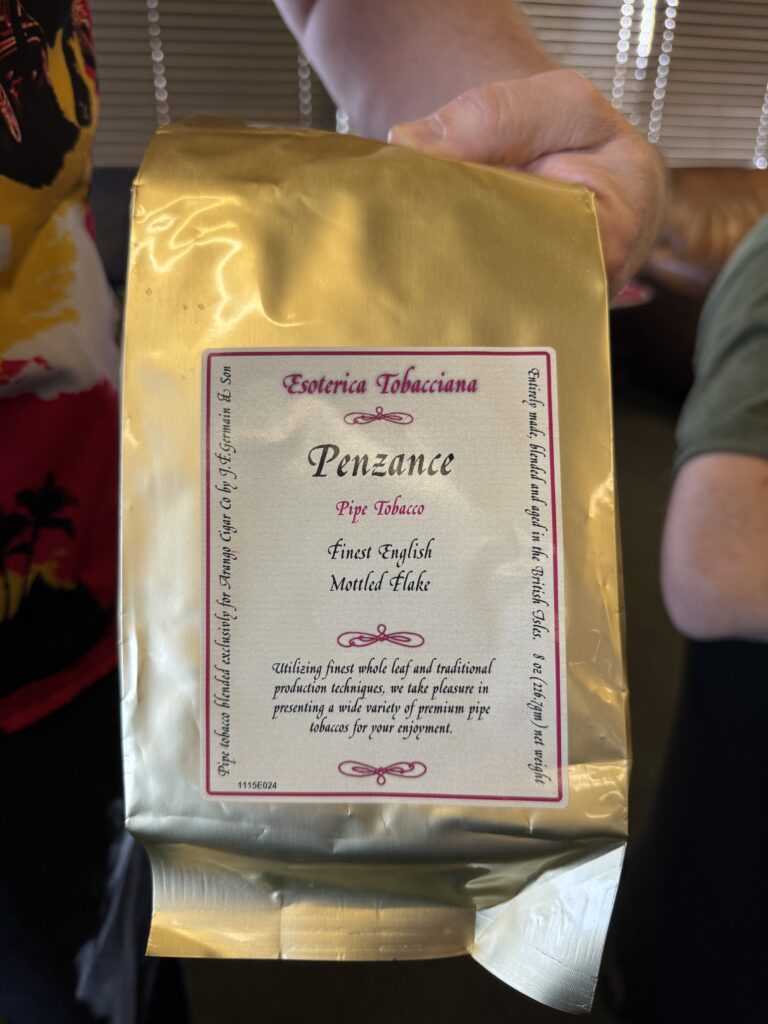 Esoterica Tobacciana
Penzance
Pipe Tobacco
Finest English
Mottled Flake
Utilizing finest whole leaf and traditional
production techniques, we take pleasure in
presenting a wide variety of premium pipe
tobaccos for your enjoyment.
1115E024
Pipe tobacco blended exclusivly for Arango Cigar Co by J.F.Germain & Son
Entirely made, blended and aged in the British Isles. 8 oz (226.7gm) net weight